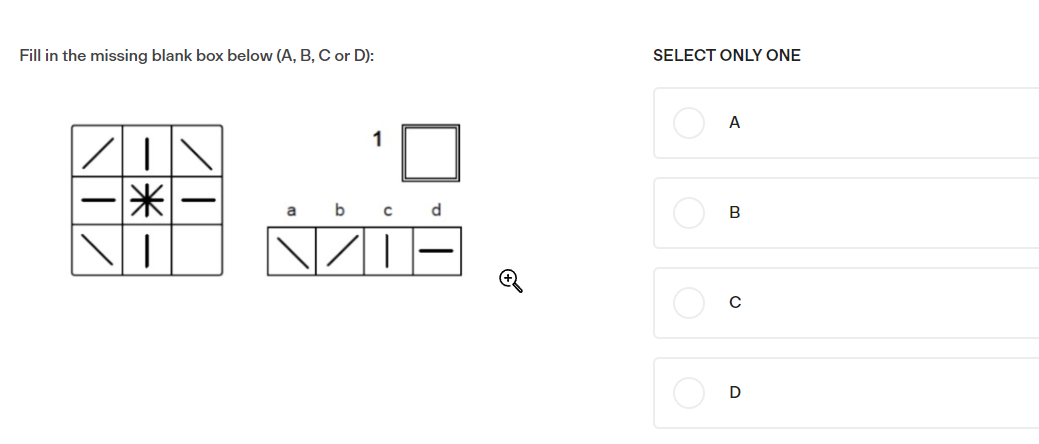 Fill in the missing blank box below (A, B, C or D):
SELECT ONLY ONE
1
a b c d
A
B
C
D